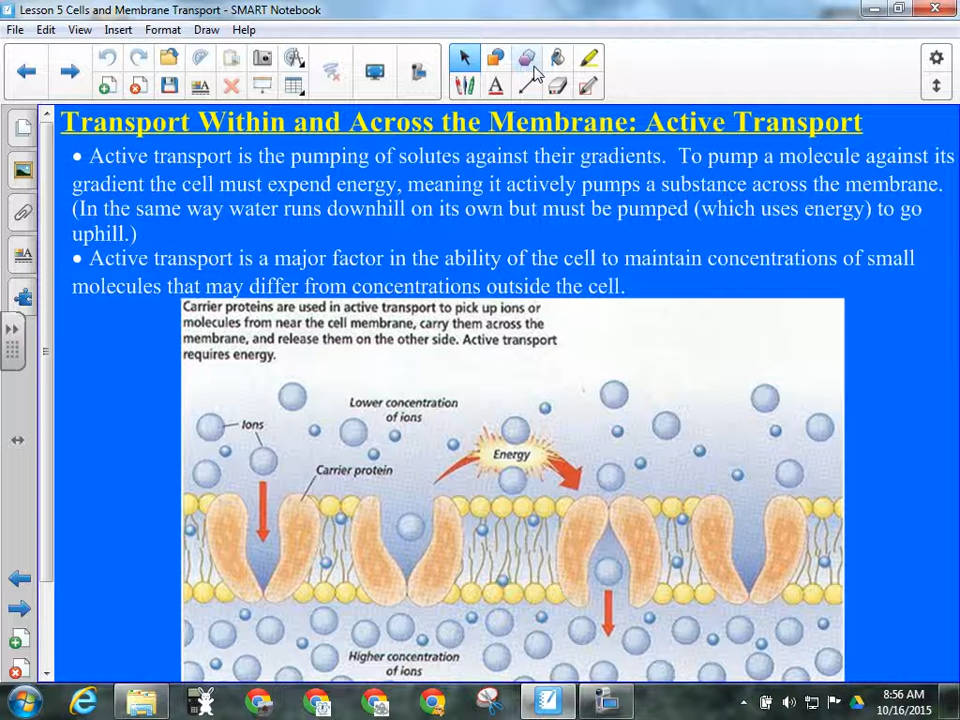 Lesson 5 Cells and Membrane Transport - SMART Notebook
File Edit View Insert Format Draw Help
Transport Within and Across the Membrane: Active Transport
• Active transport is the pumping of solutes against their gradients. To pump a molecule against its
gradient the cell must expend energy, meaning it actively pumps a substance across the membrane.
(In the same way water runs downhill on its own but must be pumped (which uses energy) to go
uphill.)
• Active transport is a major factor in the ability of the cell to maintain concentrations of small
molecules that may differ from concentrations outside the cell.
Carrier proteins are used in active transport to pick up ions or
molecules from near the cell membrane, carry them across the
membrane, and release them on the other side. Active transport
requires energy.
Lower concentration
of ions
Ions
Energy
Carrier protein
Higher concentration
of ions
8:56 AM
10/16/2015